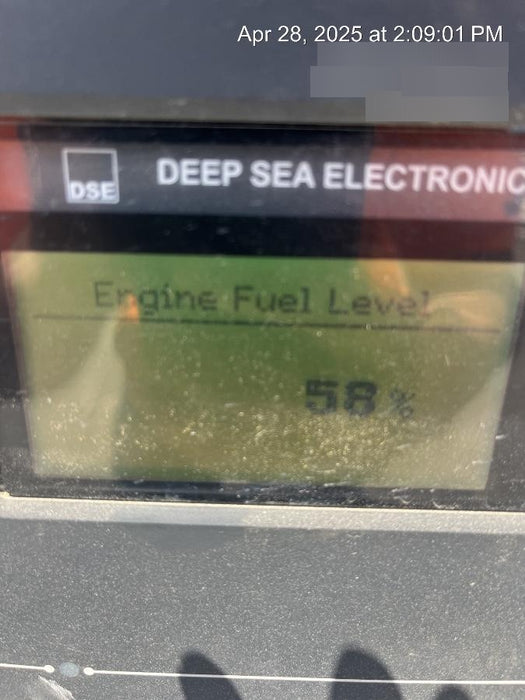 Apr 28, 2025 at 2:09:01 PM
DSE DEEP SEA ELECTRONIC
Engine Fuel Level
58 %